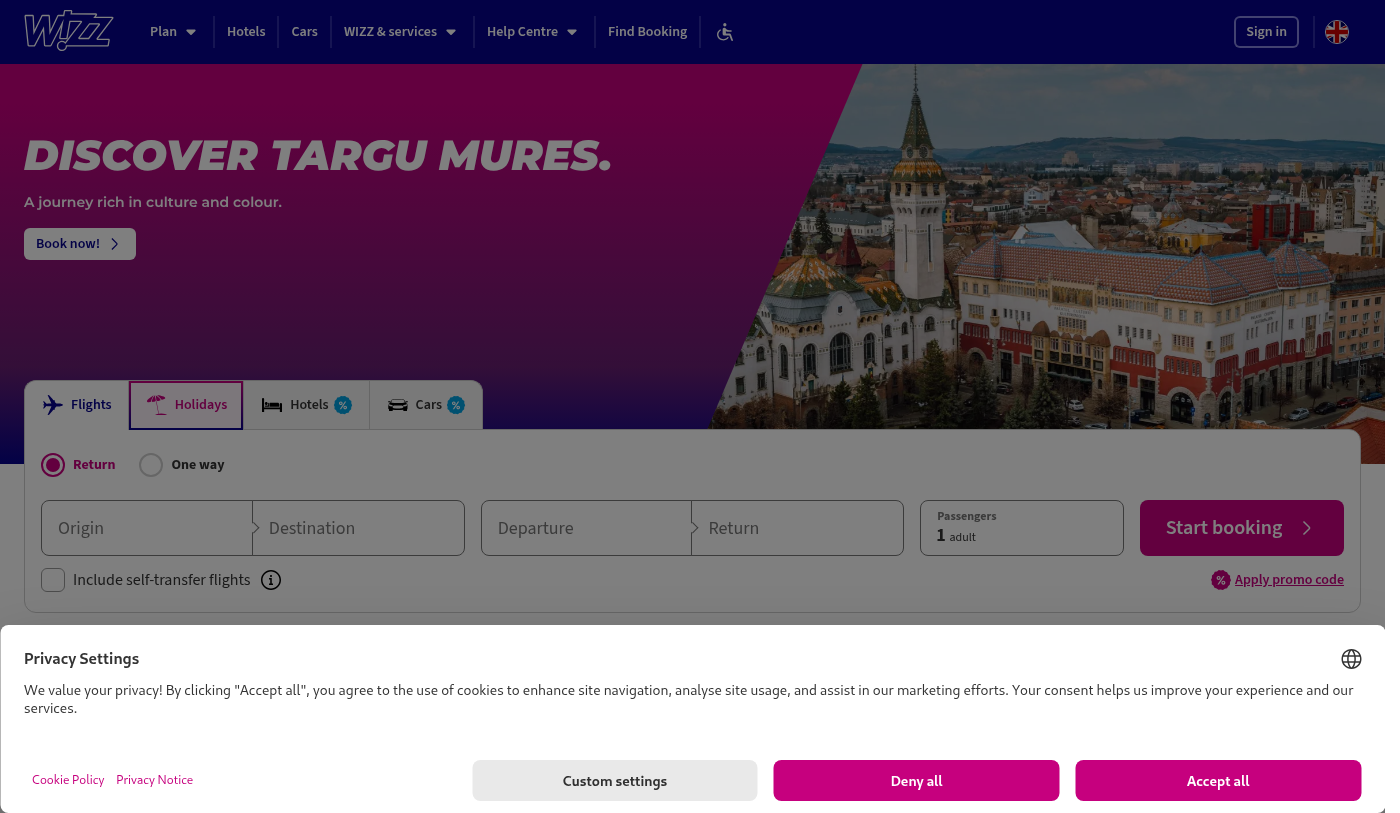 WIZZ
Plan
Hotels
Cars
WIZZ & services
Help Centre
Find Booking
Sign in
DISCOVER TARGU MURES.
A journey rich in culture and colour.
Book now!
Flights
Holidays
Hotels %
Cars %
Return
One way
Origin
Destination
Departure
Return
Passengers
1 adult
Start booking
Include self-transfer flights
% Apply promo code
Privacy Settings
We value your privacy! By clicking "Accept all", you agree to the use of cookies to enhance site navigation, analyse site usage, and assist in our marketing efforts. Your consent helps us improve your experience and our
services.
Cookie Policy
Privacy Notice
Custom settings
Deny all
Accept all